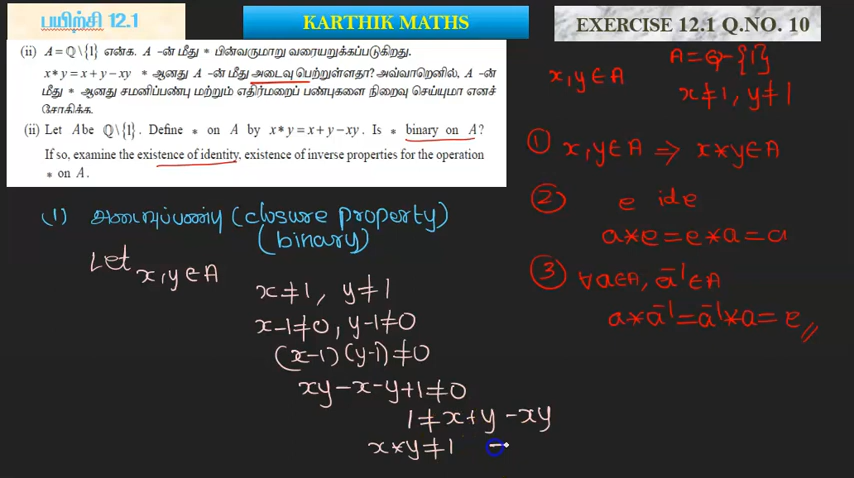 பயிற்சி 12.1
KARTHIK MATHS
EXERCISE 12.1 Q.NO. 10
(ii) A = ℚ \ {1} என்க. A -ன் மீது * பின்வருமாறு வரையறுக்கப்படுகிறது.
x*y = x + y − xy * ஆனது A -ன் மீது அடைவு பெற்றுள்ளதா? அவ்வாறெனில், A -ன்
மீது * ஆனது சமனிப்பண்பு மற்றும் எதிர்மறைப் பண்புகளை நிறைவு செய்யுமா எனச்
சோதிக்க.
(ii) Let A be ℚ \ {1}. Define * on A by x*y = x + y − xy. Is * binary on A?
If so, examine the existence of identity, existence of inverse properties for the operation
* on A.
x, y ∈ A
A = Q - {1}
x ≠ 1, y ≠ 1
① x, y ∈ A ⇒ x*y ∈ A
② e ide
a*e = e*a = a
③ ∀ a ∈ A, a⁻¹ ∈ A
a*a⁻¹ = a⁻¹*a = e //
(1) அடைவுப்பண்பு (closure property)
(binary)
Let x, y ∈ A
x ≠ 1, y ≠ 1
x - 1 ≠ 0, y - 1 ≠ 0
(x-1) (y-1) ≠ 0
xy - x - y + 1 ≠ 0
1 ≠ x + y - xy
x*y ≠ 1